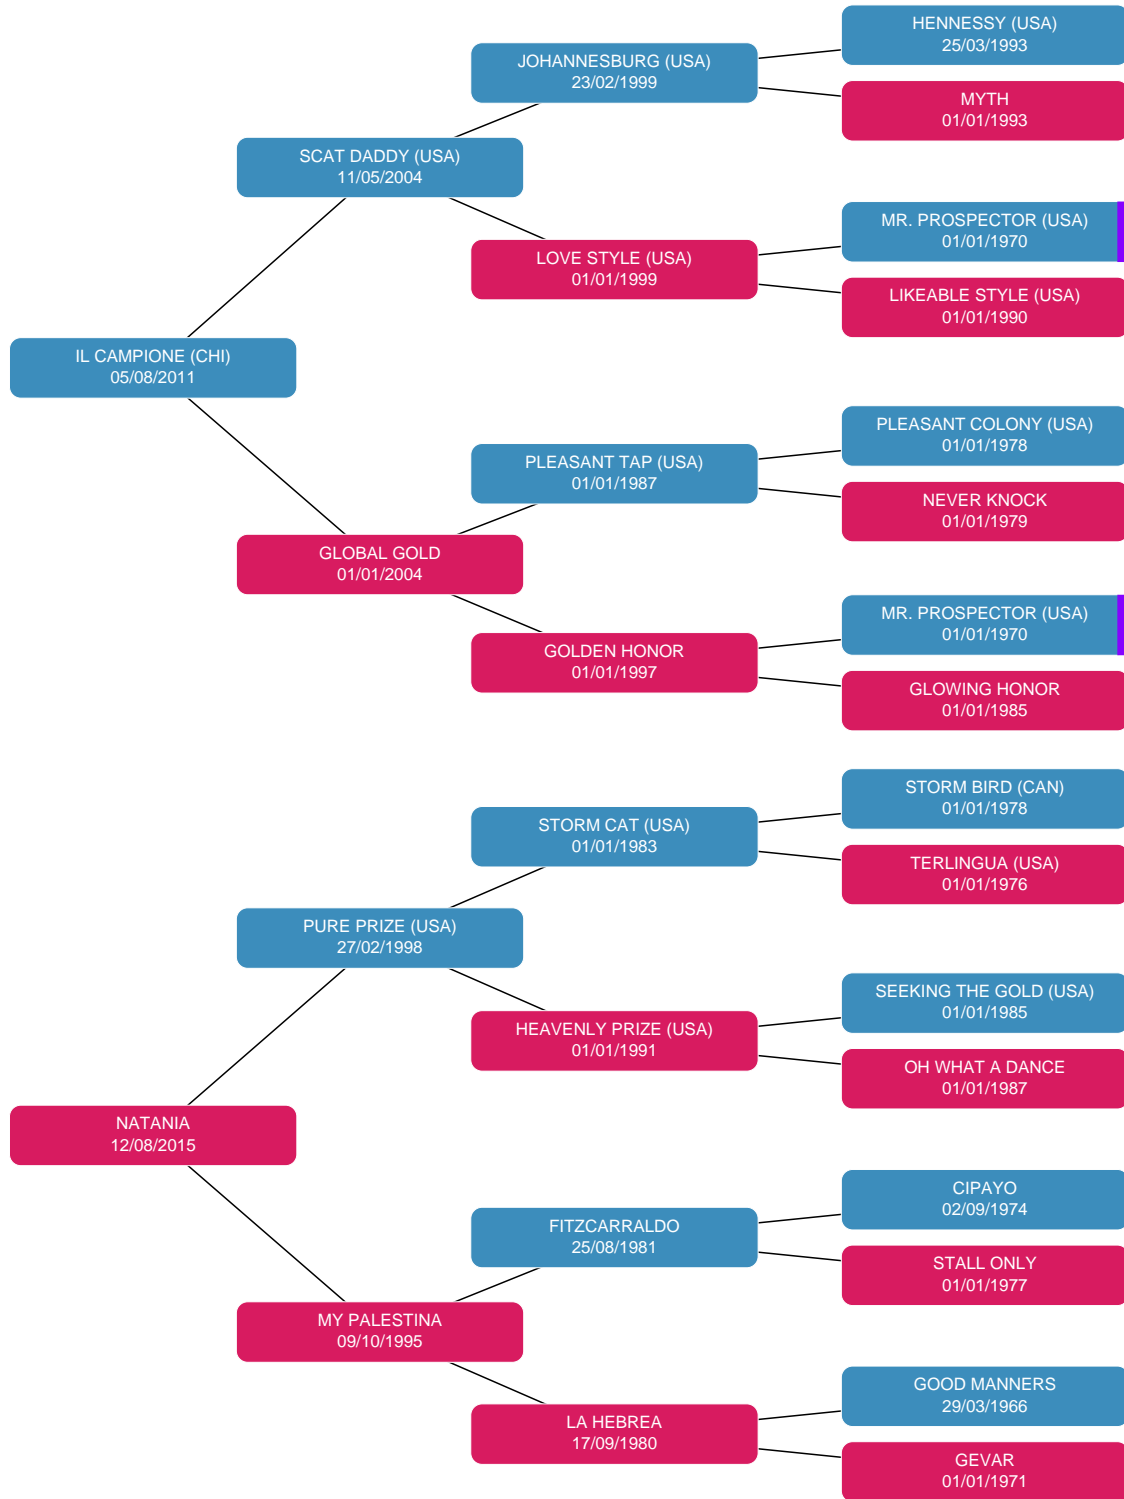 HENNESSY (USA)
25/03/1993
JOHANNESBURG (USA)
23/02/1999
MYTH
01/01/1993
SCAT DADDY (USA)
11/05/2004
MR. PROSPECTOR (USA)
01/01/1970
LOVE STYLE (USA)
01/01/1999
LIKEABLE STYLE (USA)
01/01/1990
IL CAMPIONE (CHI)
05/08/2011
PLEASANT COLONY (USA)
01/01/1978
PLEASANT TAP (USA)
01/01/1987
NEVER KNOCK
01/01/1979
GLOBAL GOLD
01/01/2004
MR. PROSPECTOR (USA)
01/01/1970
GOLDEN HONOR
01/01/1997
GLOWING HONOR
01/01/1985
STORM BIRD (CAN)
01/01/1978
STORM CAT (USA)
01/01/1983
TERLINGUA (USA)
01/01/1976
PURE PRIZE (USA)
27/02/1998
SEEKING THE GOLD (USA)
01/01/1985
HEAVENLY PRIZE (USA)
01/01/1991
OH WHAT A DANCE
01/01/1987
NATANIA
12/08/2015
CIPAYO
02/09/1974
FITZCARRALDO
25/08/1981
STALL ONLY
01/01/1977
MY PALESTINA
09/10/1995
GOOD MANNERS
29/03/1966
LA HEBREA
17/09/1980
GEVAR
01/01/1971